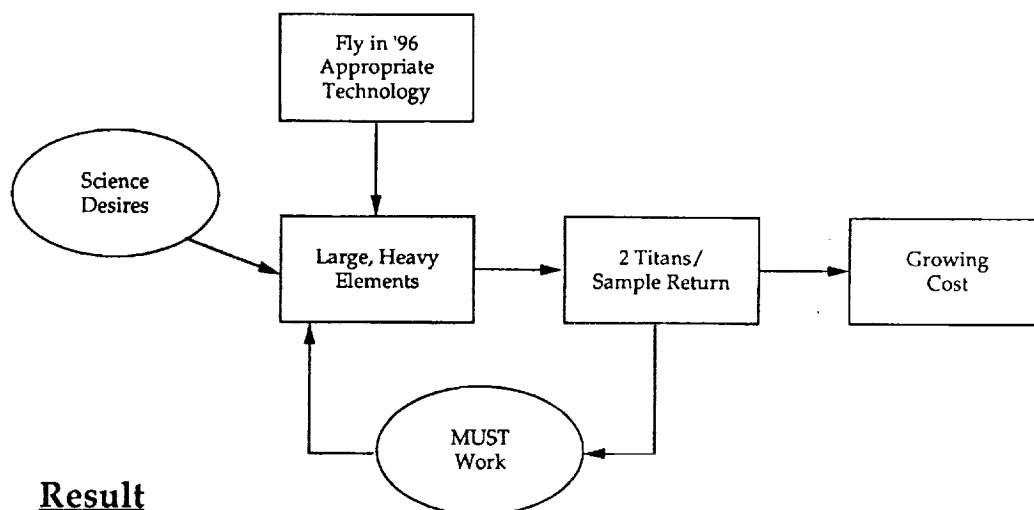 Fly in '96
Appropriate
Technology
Science
Desires
Large, Heavy
Elements
2 Titans/
Sample Return
Growing
Cost
MUST
Work
Result